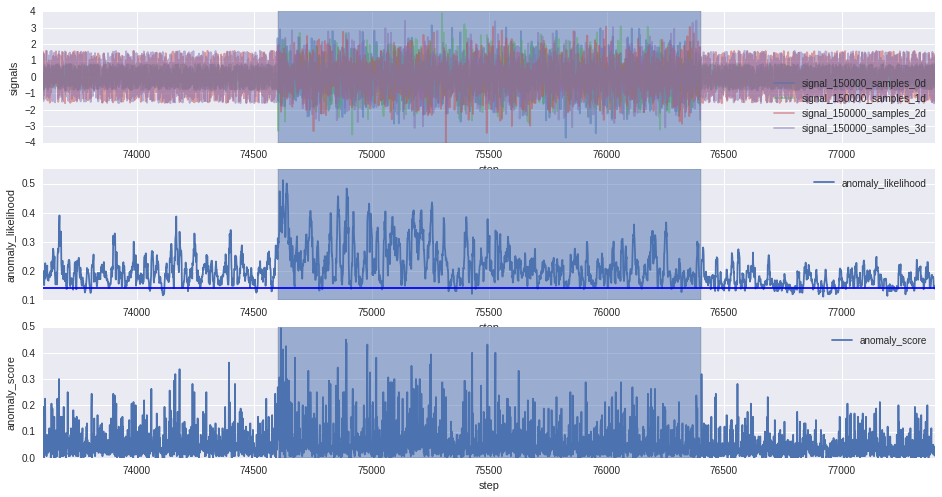 signals
4
3
2
1
0
−1
−2
−3
−4
signal_150000_samples_0d
signal_150000_samples_1d
signal_150000_samples_2d
signal_150000_samples_3d
74000 74500 75000 75500 76000 76500 77000
step
anomaly_likelihood
0.5
0.4
0.3
0.2
0.1
anomaly_likelihood
74000 74500 75000 75500 76000 76500 77000
step
anomaly_score
0.5
0.4
0.3
0.2
0.1
0.0
anomaly_score
74000 74500 75000 75500 76000 76500 77000
step